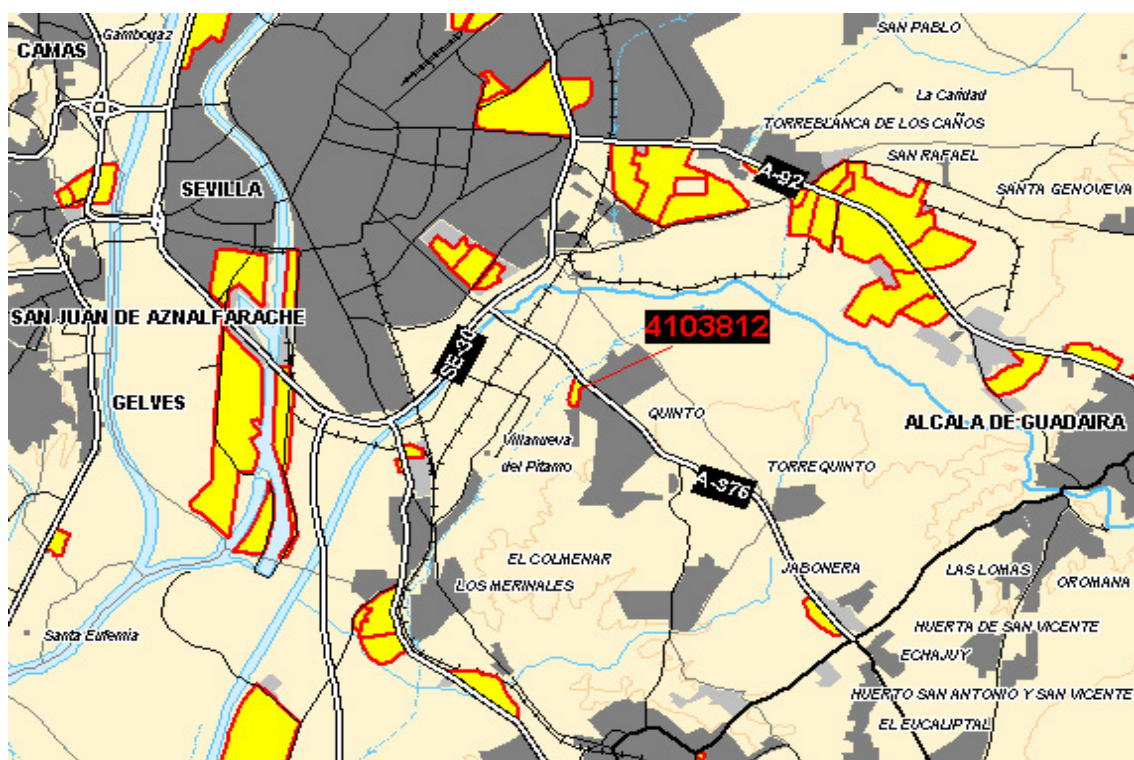 SAN PABLO
Gambogaz
CAMAS
La Caridad
TORREBLANCA DE LOS CAÑOS
SAN RAFAEL
A-92
SEVILLA
SANTA GENOVEVA
SAN JUAN DE AZNALFARACHE
4103812
SE-30
GELVES
QUINTO
ALCALA DE GUADAIRA
Villanueva
del Pítamo
TORREQUINTO
A-376
EL COLMENAR
JABONERA
LAS LOMAS
LOS MERINALES
OROMANA
HUERTA DE SAN VICENTE
Santa Eufemia
ECHAJUY
HUERTO SAN ANTONIO Y SAN VICENTE
EL EUCALIPTAL